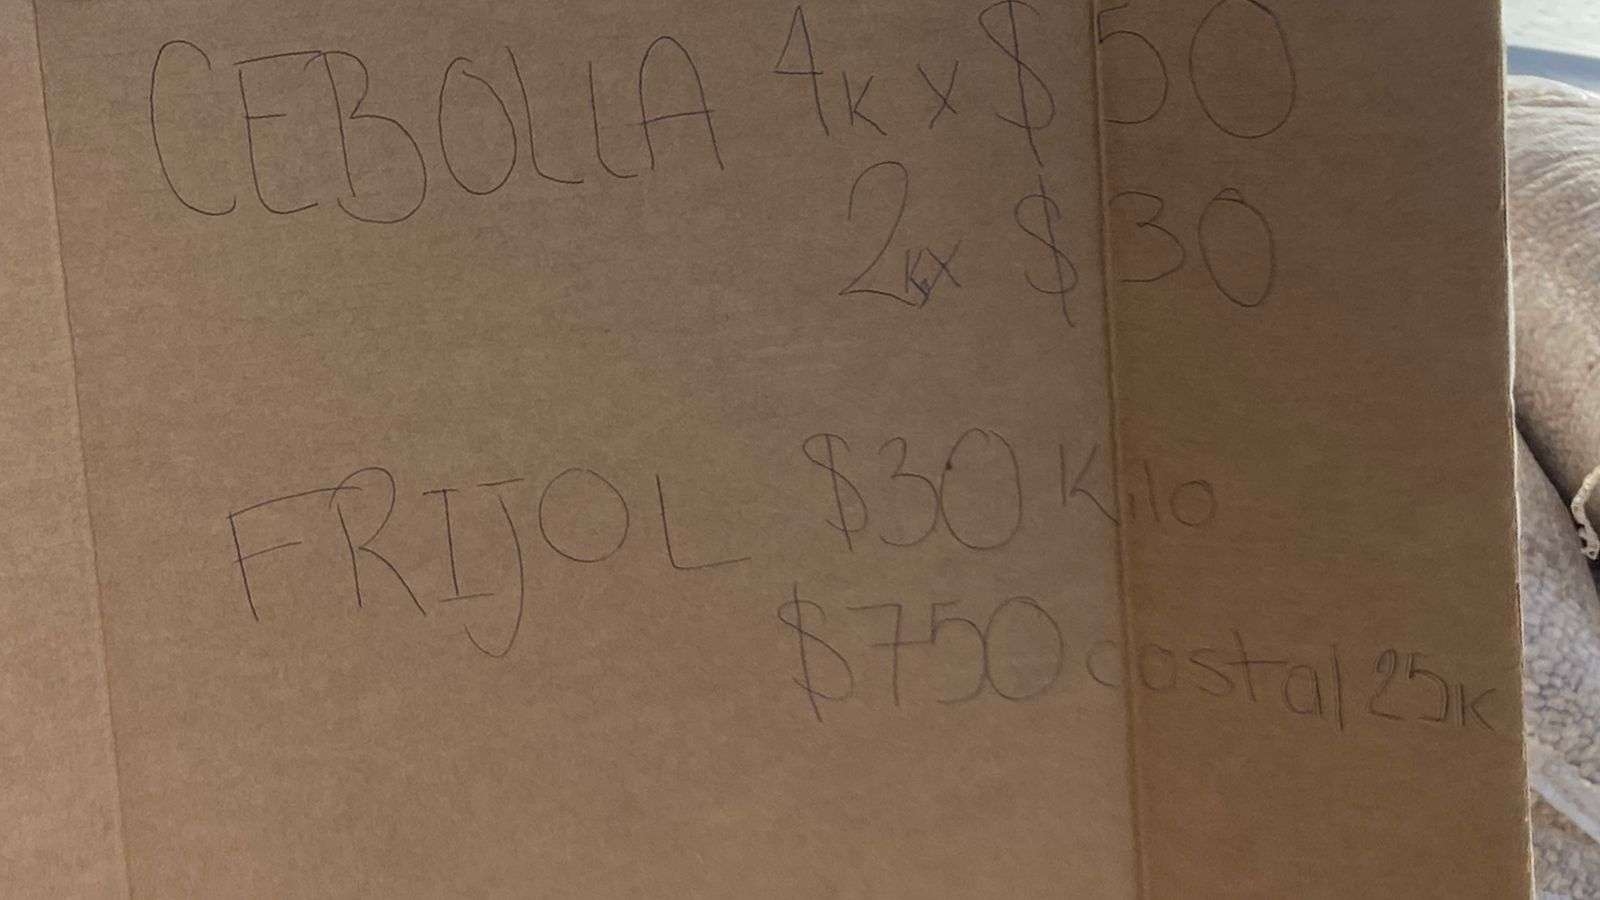 CEBOLLA 4K X $50
2KX $30
FRIJOL $30 Kilo
$750 costal 25K